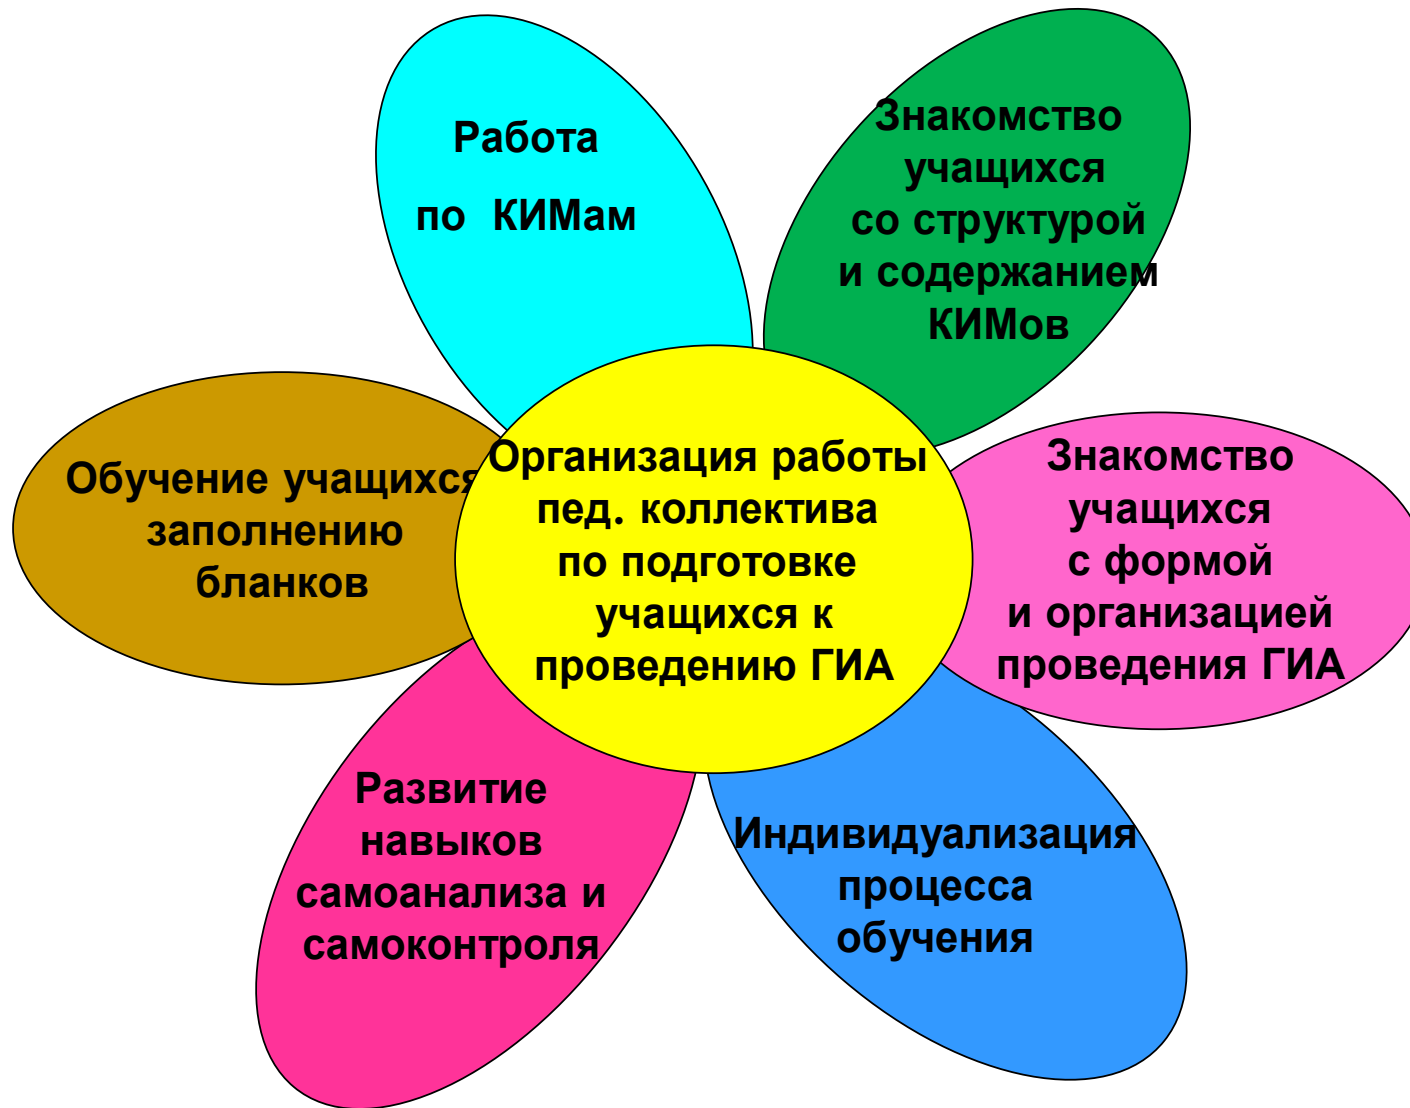 Работа
по КИМам
Знакомство
учащихся
со структурой
и содержанием
КИМов
Обучение учащихся
заполнению
бланков
Организация работы
пед. коллектива
по подготовке
учащихся к
проведению ГИА
Знакомство
учащихся
с формой
и организацией
проведения ГИА
Развитие
навыков
самоанализа и
самоконтроля
Индивидуализация
процесса
обучения